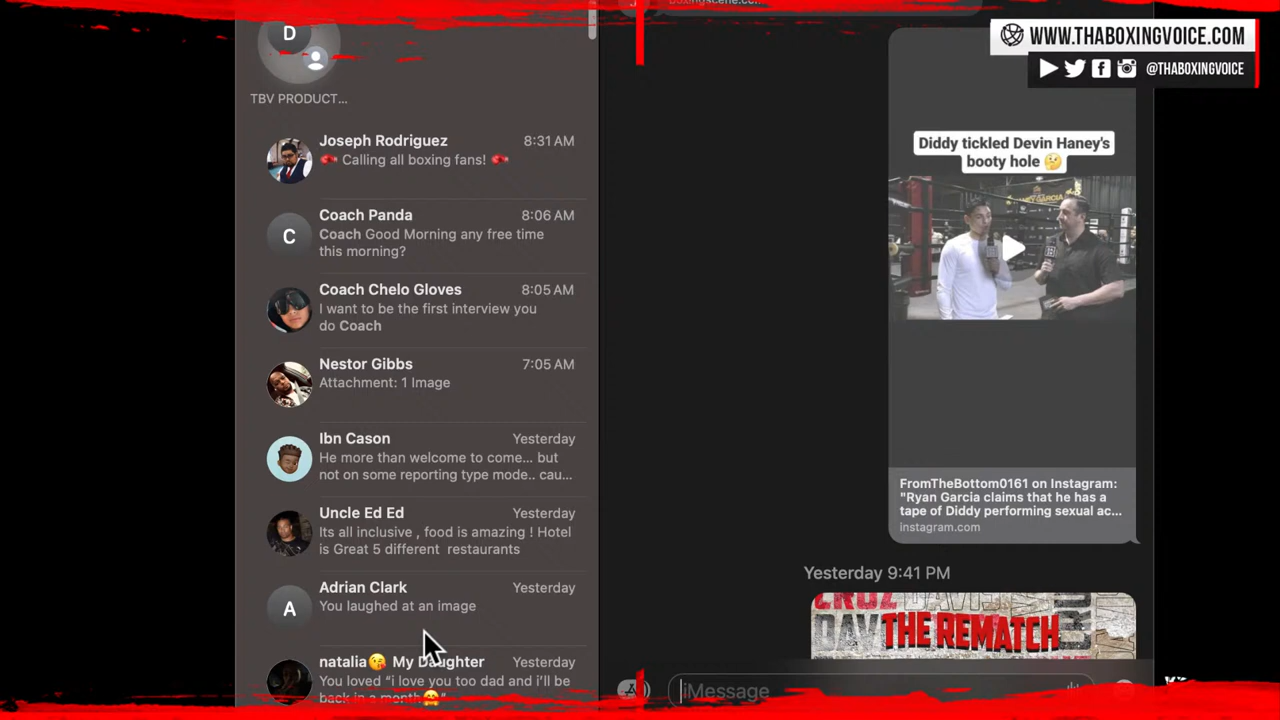 D
TBV PRODUCT...
Joseph Rodriguez
8:31 AM
Calling all boxing fans!
Coach Panda
8:06 AM
Coach Good Morning any free time
this morning?
C
Coach Chelo Gloves
8:05 AM
I want to be the first interview you
do Coach
Nestor Gibbs
7:05 AM
Attachment: 1 Image
Ibn Cason
Yesterday
He more than welcome to come... but
not on some reporting type mode.. cau...
Uncle Ed Ed
Yesterday
Its all inclusive , food is amazing ! Hotel
is Great 5 different restaurants
Adrian Clark
Yesterday
A
You laughed at an image
natalia😘 My Daughter
Yesterday
You loved “i love you too dad and i’ll be
back in a month
WWW.THABOXINGVOICE.COM
@THABOXINGVOICE
Diddy tickled Devin Haney's
booty hole 🤔
FromTheBottom0161 on Instagram:
"Ryan Garcia claims that he has a
tape of Diddy performing sexual ac...
instagram.com
Yesterday 9:41 PM
CRUZ DAVIS
DAV
THE REMATCH
iMessage